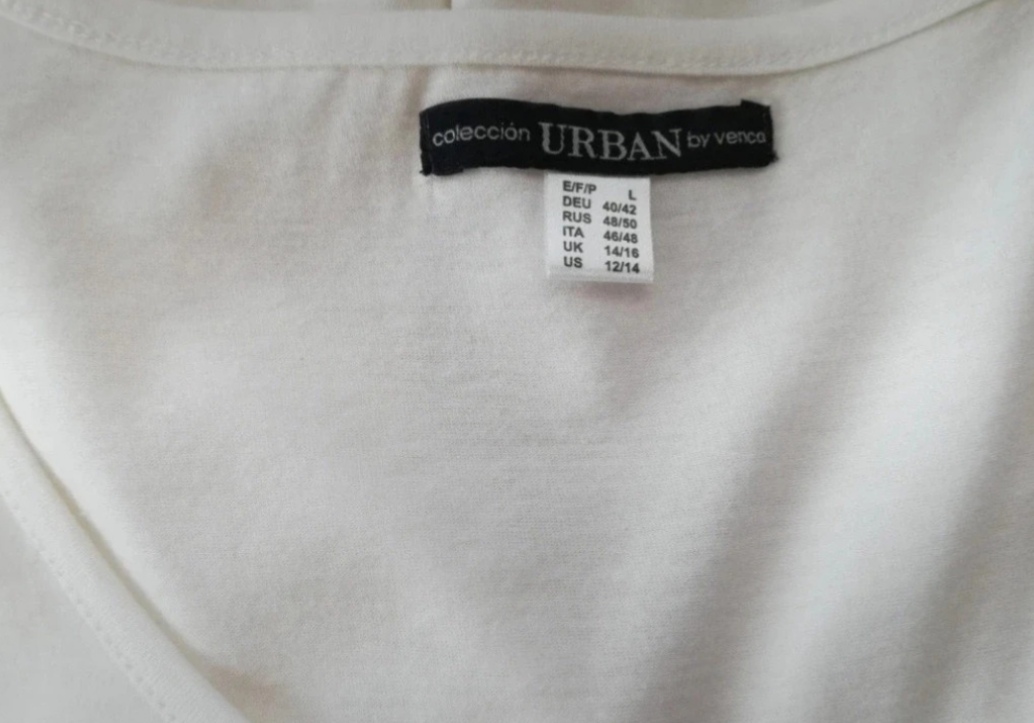 colección URBAN by venca
E/F/P L
DEU 40/42
RUS 48/50
ITA 46/48
UK 14/16
US 12/14